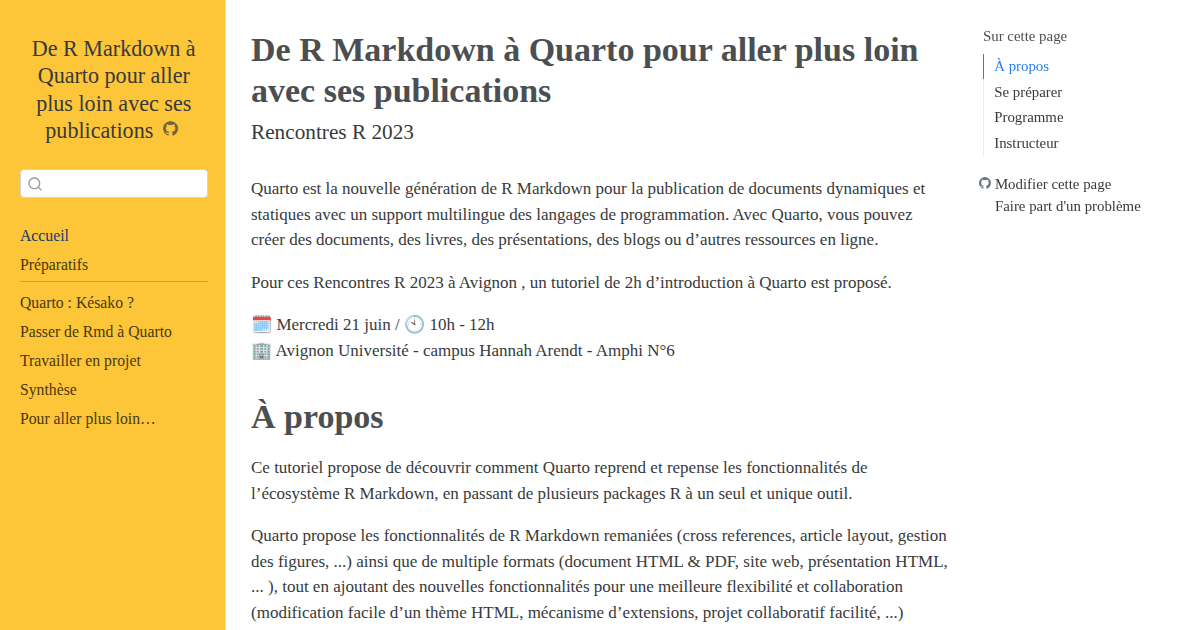 De R Markdown à
Quarto pour aller
plus loin avec ses
publications
Accueil
Préparatifs
Quarto : Késako ?
Passer de Rmd à Quarto
Travailler en projet
Synthèse
Pour aller plus loin…
De R Markdown à Quarto pour aller plus loin
avec ses publications
Rencontres R 2023
Quarto est la nouvelle génération de R Markdown pour la publication de documents dynamiques et
statiques avec un support multilingue des langages de programmation. Avec Quarto, vous pouvez
créer des documents, des livres, des présentations, des blogs ou d’autres ressources en ligne.
Pour ces Rencontres R 2023 à Avignon , un tutoriel de 2h d’introduction à Quarto est proposé.
🗓️ Mercredi 21 juin / 🕙 10h - 12h
🏢 Avignon Université - campus Hannah Arendt - Amphi N°6
À propos
Ce tutoriel propose de découvrir comment Quarto reprend et repense les fonctionnalités de
l’écosystème R Markdown, en passant de plusieurs packages R à un seul et unique outil.
Quarto propose les fonctionnalités de R Markdown remaniées (cross references, article layout, gestion
des figures, ...) ainsi que de multiple formats (document HTML & PDF, site web, présentation HTML,
... ), tout en ajoutant des nouvelles fonctionnalités pour une meilleure flexibilité et collaboration
(modification facile d’un thème HTML, mécanisme d’extensions, projet collaboratif facilité, ...)
Sur cette page
À propos
Se préparer
Programme
Instructeur
Modifier cette page
Faire part d'un problème